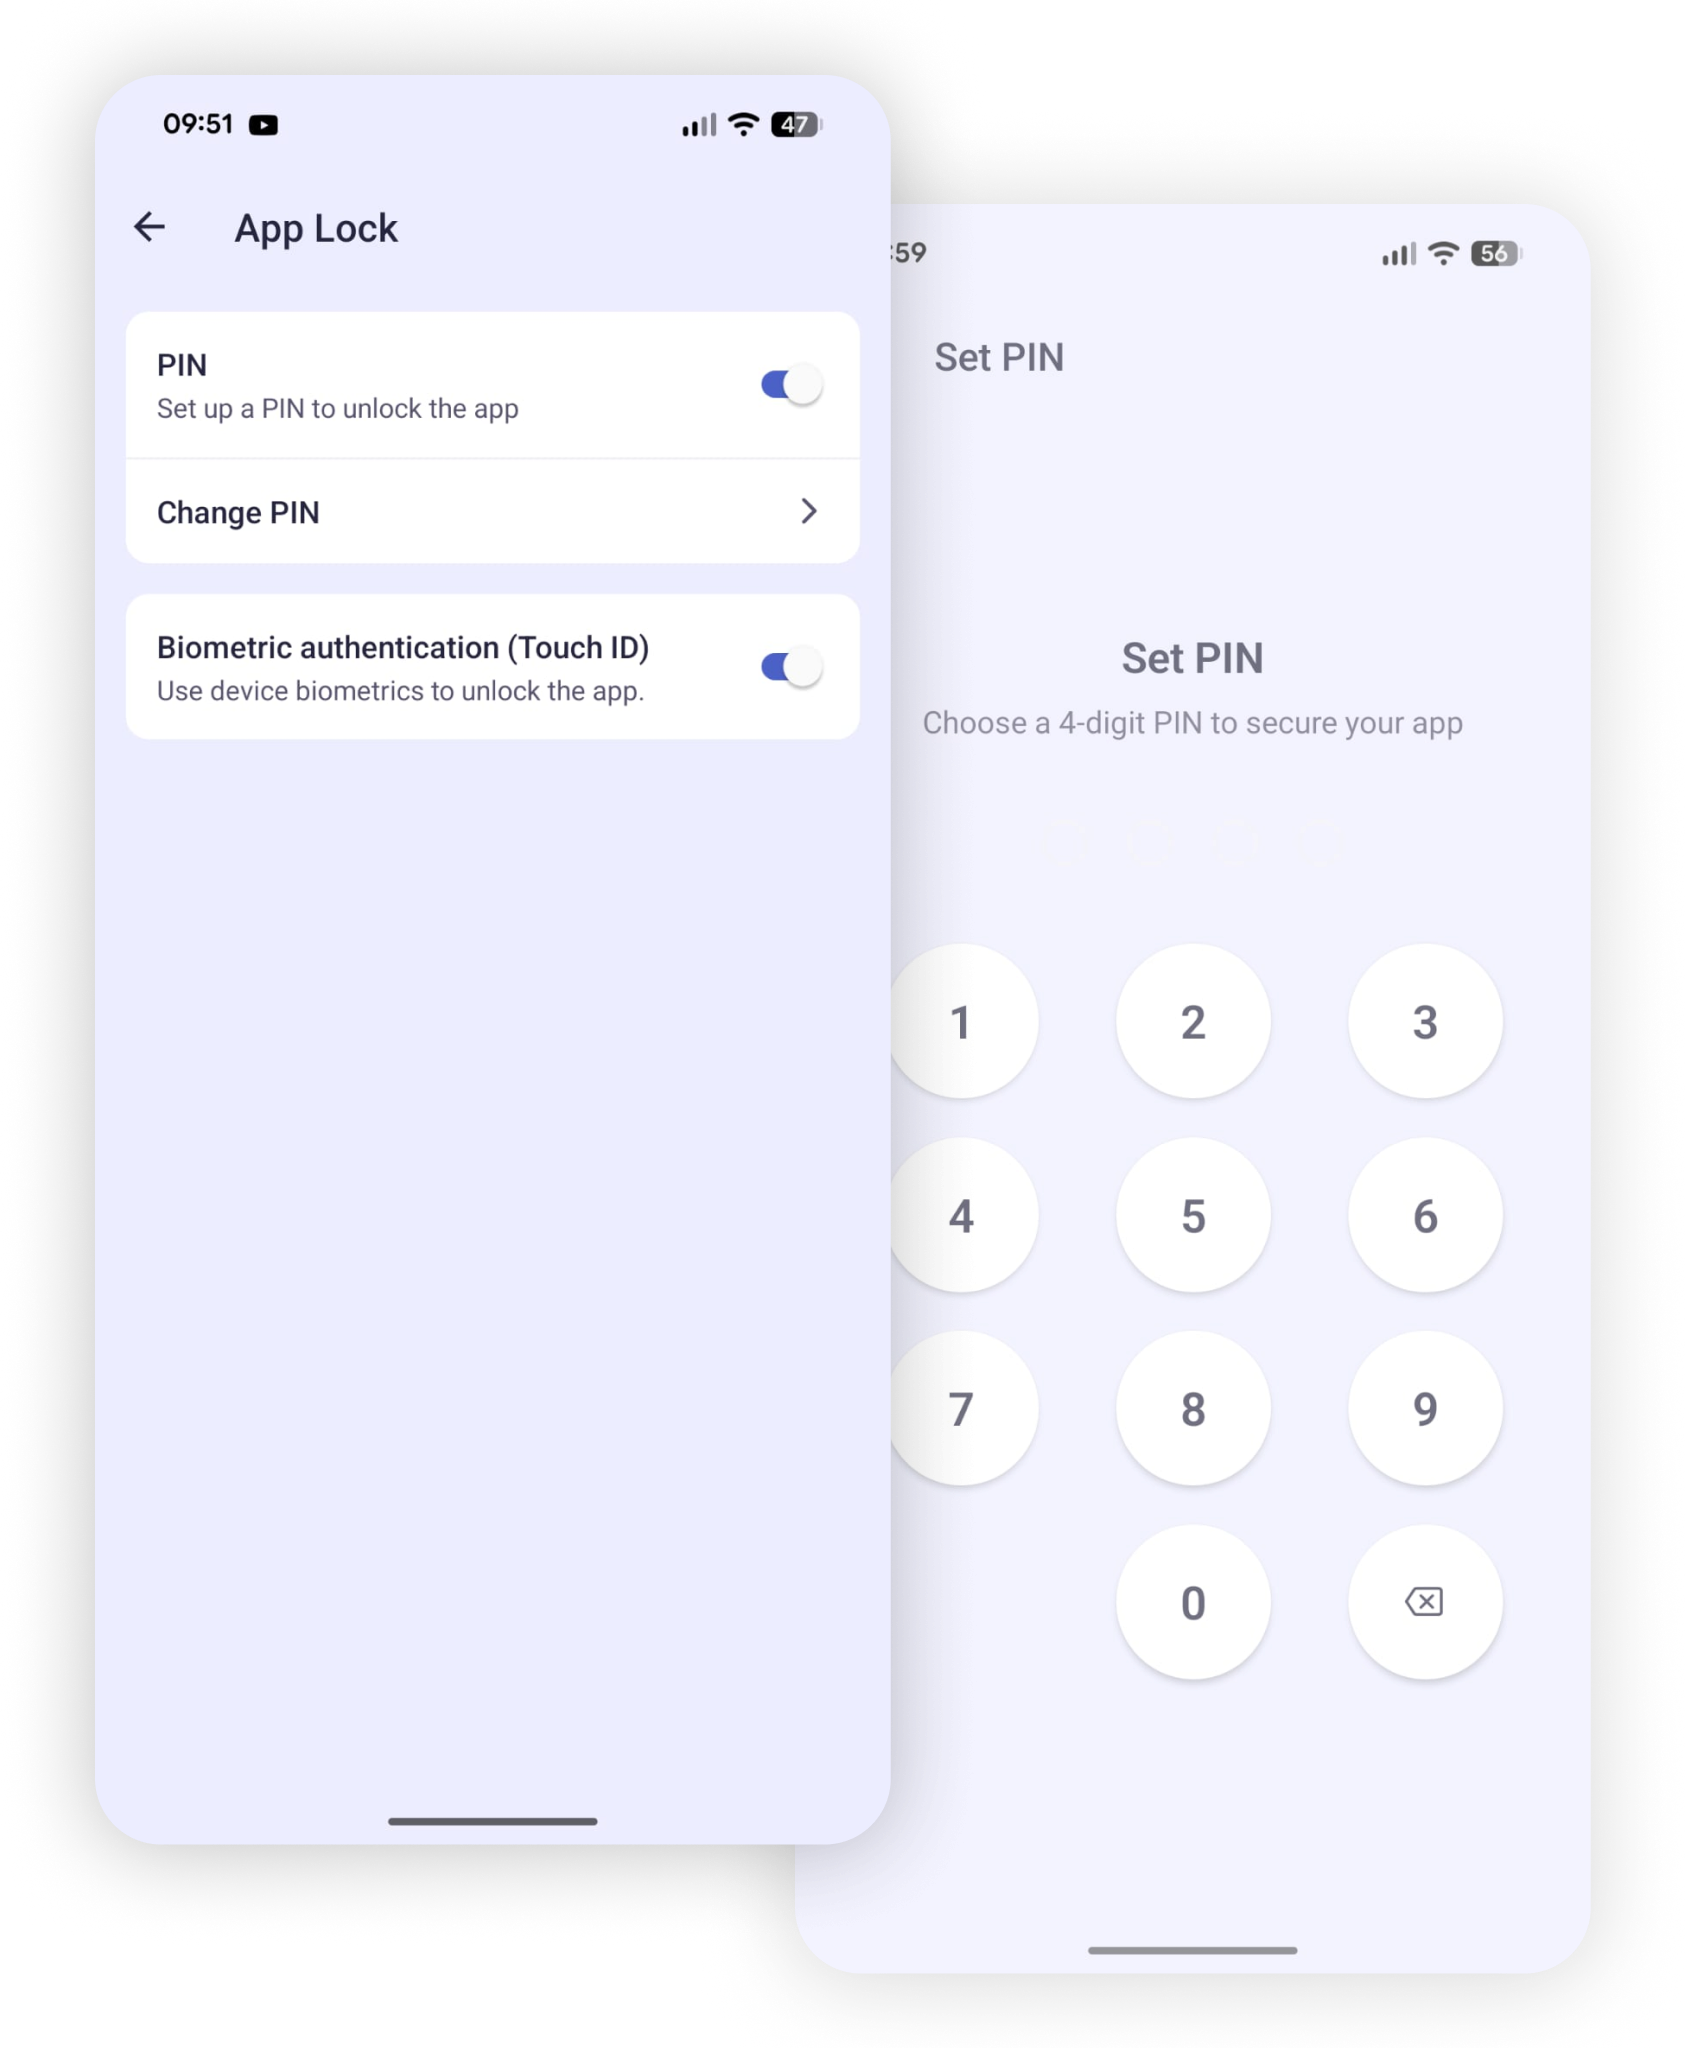 09:51
47
App Lock
PIN
Set up a PIN to unlock the app
Change PIN
Biometric authentication (Touch ID)
Use device biometrics to unlock the app.
:59
56
Set PIN
Set PIN
Choose a 4-digit PIN to secure your app
1 2 3
4 5 6
7 8 9
0